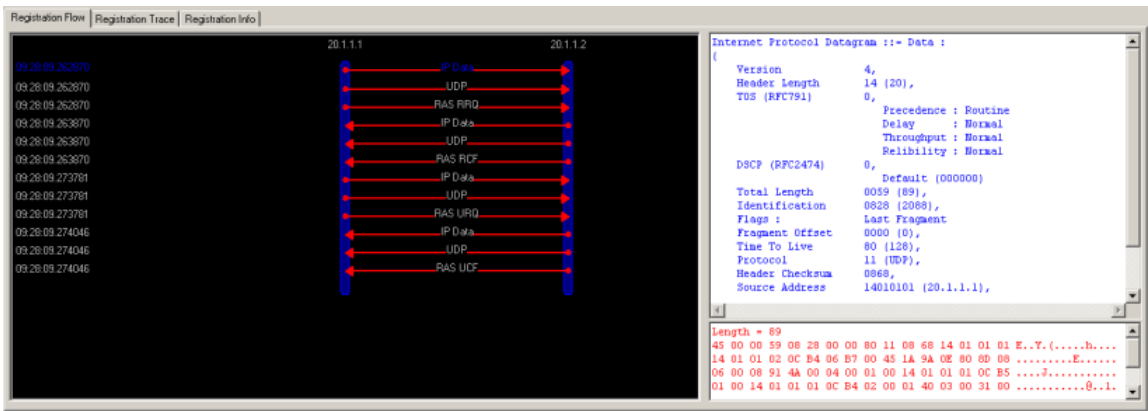 Registration Flow Registration Trace Registration Info
20.1.1.1 20.1.1.2
09:28:09.262870 IP Data
09:28:09.262870 UDP
09:28:09.262870 RAS RRQ
09:28:09.263870 IP Data
09:28:09.263870 UDP
09:28:09.263870 RAS RCF
09:28:09.273781 IP Data
09:28:09.273781 UDP
09:28:09.273781 RAS URQ
09:28:09.274046 IP Data
09:28:09.274046 UDP
09:28:09.274046 RAS UCF
Internet Protocol Datagram ::= Data :
(
Version 4,
Header Length 14 (20),
TOS (RFC791) 0,
Precedence : Routine
Delay : Normal
Throughput : Normal
Relibility : Normal
DSCP (RFC2474) 0,
Default (000000)
Total Length 0059 (89),
Identification 0828 (2088),
Flags : Last Fragment
Fragment Offset 0000 (0),
Time To Live 80 (128),
Protocol 11 (UDP),
Header Checksum 0868,
Source Address 14010101 (20.1.1.1),
Length = 89
45 00 00 59 08 28 00 00 80 11 08 68 14 01 01 01 E..Y.(.....h....
14 01 01 02 0C B4 06 B7 00 45 1A 9A 0E 80 8D 08 .........E......
06 00 08 91 4A 00 04 00 01 00 14 01 01 01 0C B5 ....J...........
01 00 14 01 01 01 0C B4 02 00 01 40 03 00 31 00 ...........@..1.